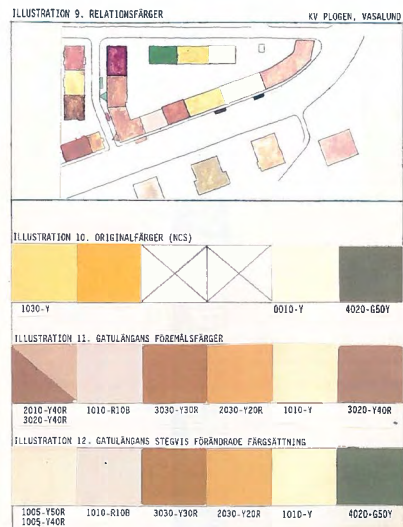 ILLUSTRATION 9. RELATIONSFÄRGER
KV PLOGEN, VASALUND
ILLUSTRATION 10. ORIGINALFÄRGER (NCS)
1030-Y 0010-Y 4020-G50Y
ILLUSTRATION 11. GATULÄNGANS FÖREMÅLSFÄRGER
2010-Y40R 1010-R10B 3030-Y30R 2030-Y20R 1010-Y 3020-Y40R
3020-Y40R
ILLUSTRATION 12. GATULÄNGANS STEGVIS FÖRÄNDRADE FÄRGSÄTTNING
1005-Y50R 1010-R10B 3030-Y30R 2030-Y20R 1010-Y 4020-G50Y
1005-Y40R